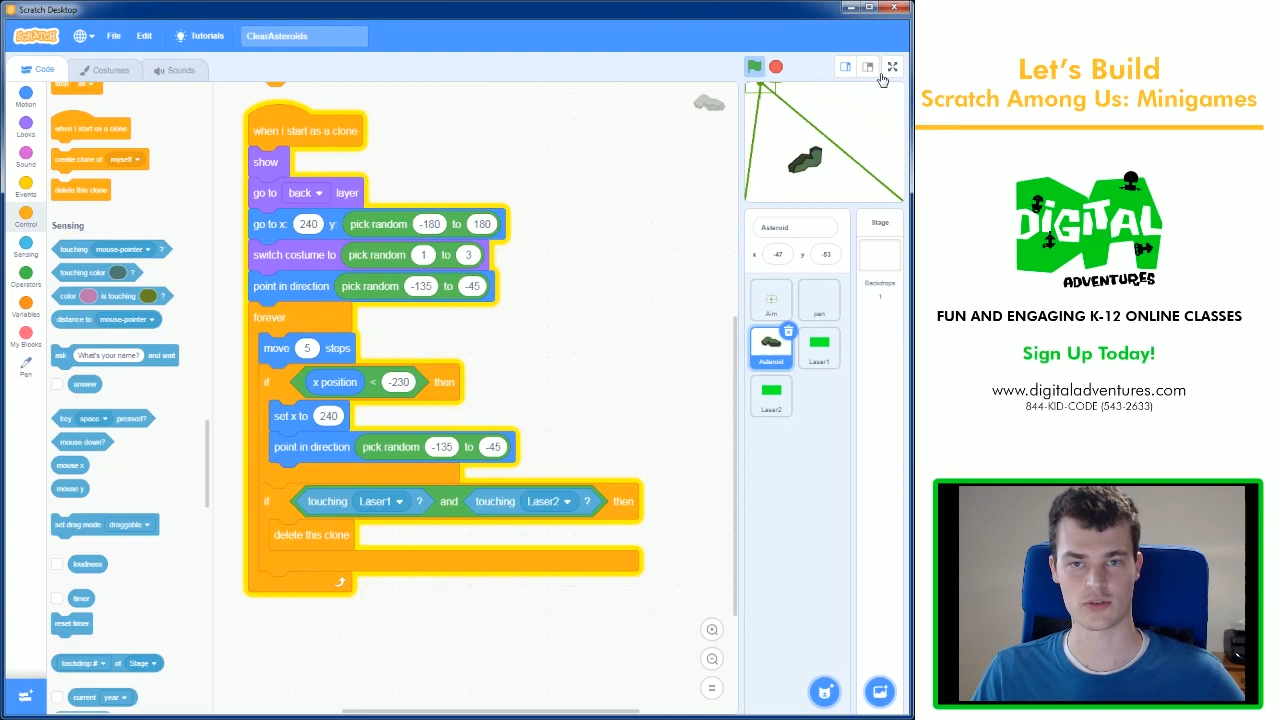 Scratch Desktop
SCRATCH
File
Edit
Tutorials
ClearAsteroids
Code
Costumes
Sounds
Motion
Looks
Sound
Events
Control
Sensing
Operators
Variables
My Blocks
Pen
when I start as a clone
create clone of myself
delete this clone
Sensing
touching mouse-pointer ?
touching color ?
color is touching ?
distance to mouse-pointer
ask What's your name? and wait
answer
key space pressed?
mouse down?
mouse x
mouse y
set drag mode draggable
loudness
timer
reset timer
backdrop # of Stage
current year
when I start as a clone
show
go to back layer
go to x: 240 y: pick random -180 to 180
switch costume to pick random 1 to 3
point in direction pick random -135 to -45
forever
move 5 steps
if x position < -230 then
set x to 240
point in direction pick random -135 to -45
if touching Laser1 ? and touching Laser2 ? then
delete this clone
Asteroid
x -47 y -53
Aim
pen
Asteroid
Laser1
Laser2
Stage
Backdrops
1
Let's Build
Scratch Among Us: Minigames
DIGITAL
ADVENTURES
FUN AND ENGAGING K-12 ONLINE CLASSES
Sign Up Today!
www.digitaladventures.com
844-KID-CODE (543-2633)